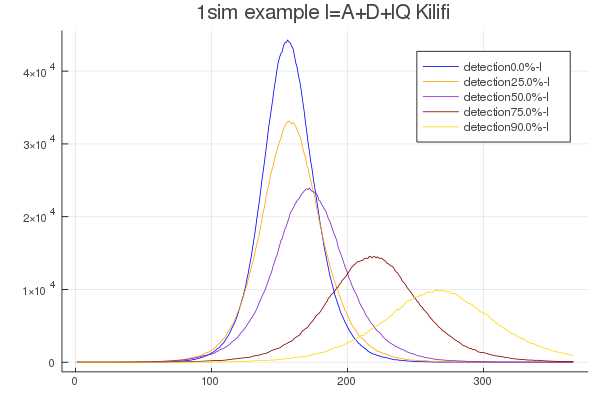 1sim example I=A+D+IQ Kilifi
detection0.0%-I
detection25.0%-I
detection50.0%-I
detection75.0%-I
detection90.0%-I
4×10 4
3×10 4
2×10 4
1×10 4
0
0 100 200 300